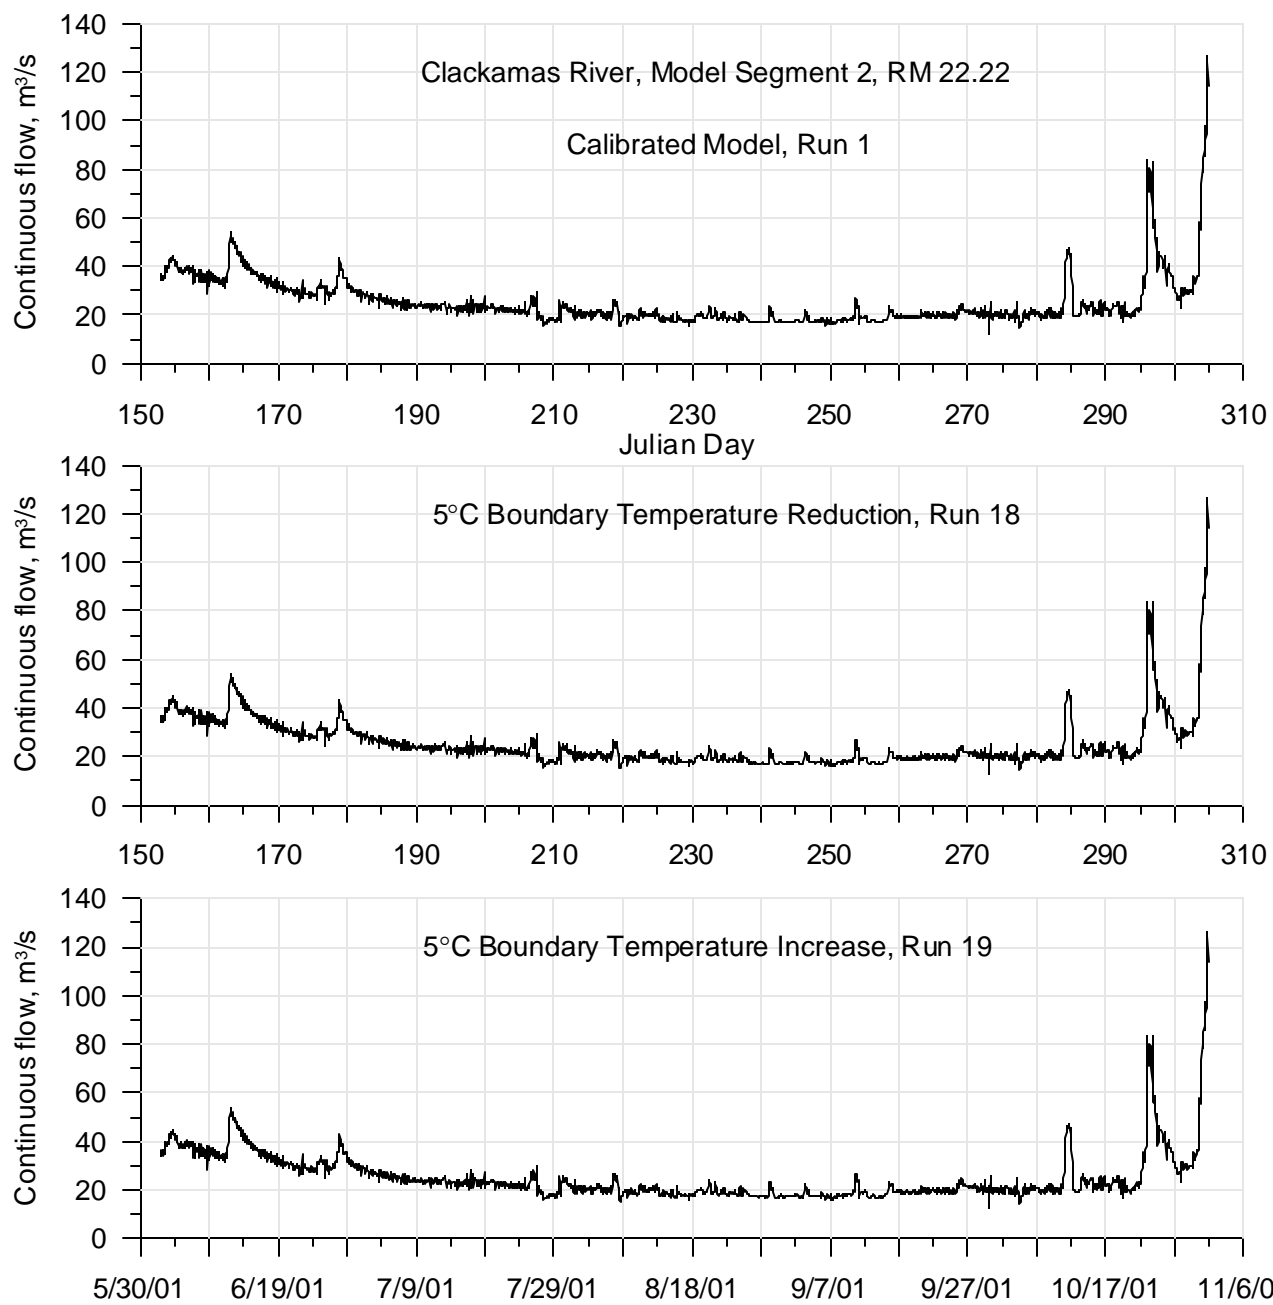 140
120
100
80
60
40
20
0
Continuous flow, m³/s
Clackamas River, Model Segment 2, RM 22.22
Calibrated Model, Run 1
150 170 190 210 230 250 270 290 310
Julian Day
140
120
100
80
60
40
20
0
Continuous flow, m³/s
5°C Boundary Temperature Reduction, Run 18
150 170 190 210 230 250 270 290 310
140
120
100
80
60
40
20
0
Continuous flow, m³/s
5°C Boundary Temperature Increase, Run 19
5/30/01 6/19/01 7/9/01 7/29/01 8/18/01 9/7/01 9/27/01 10/17/01 11/6/0